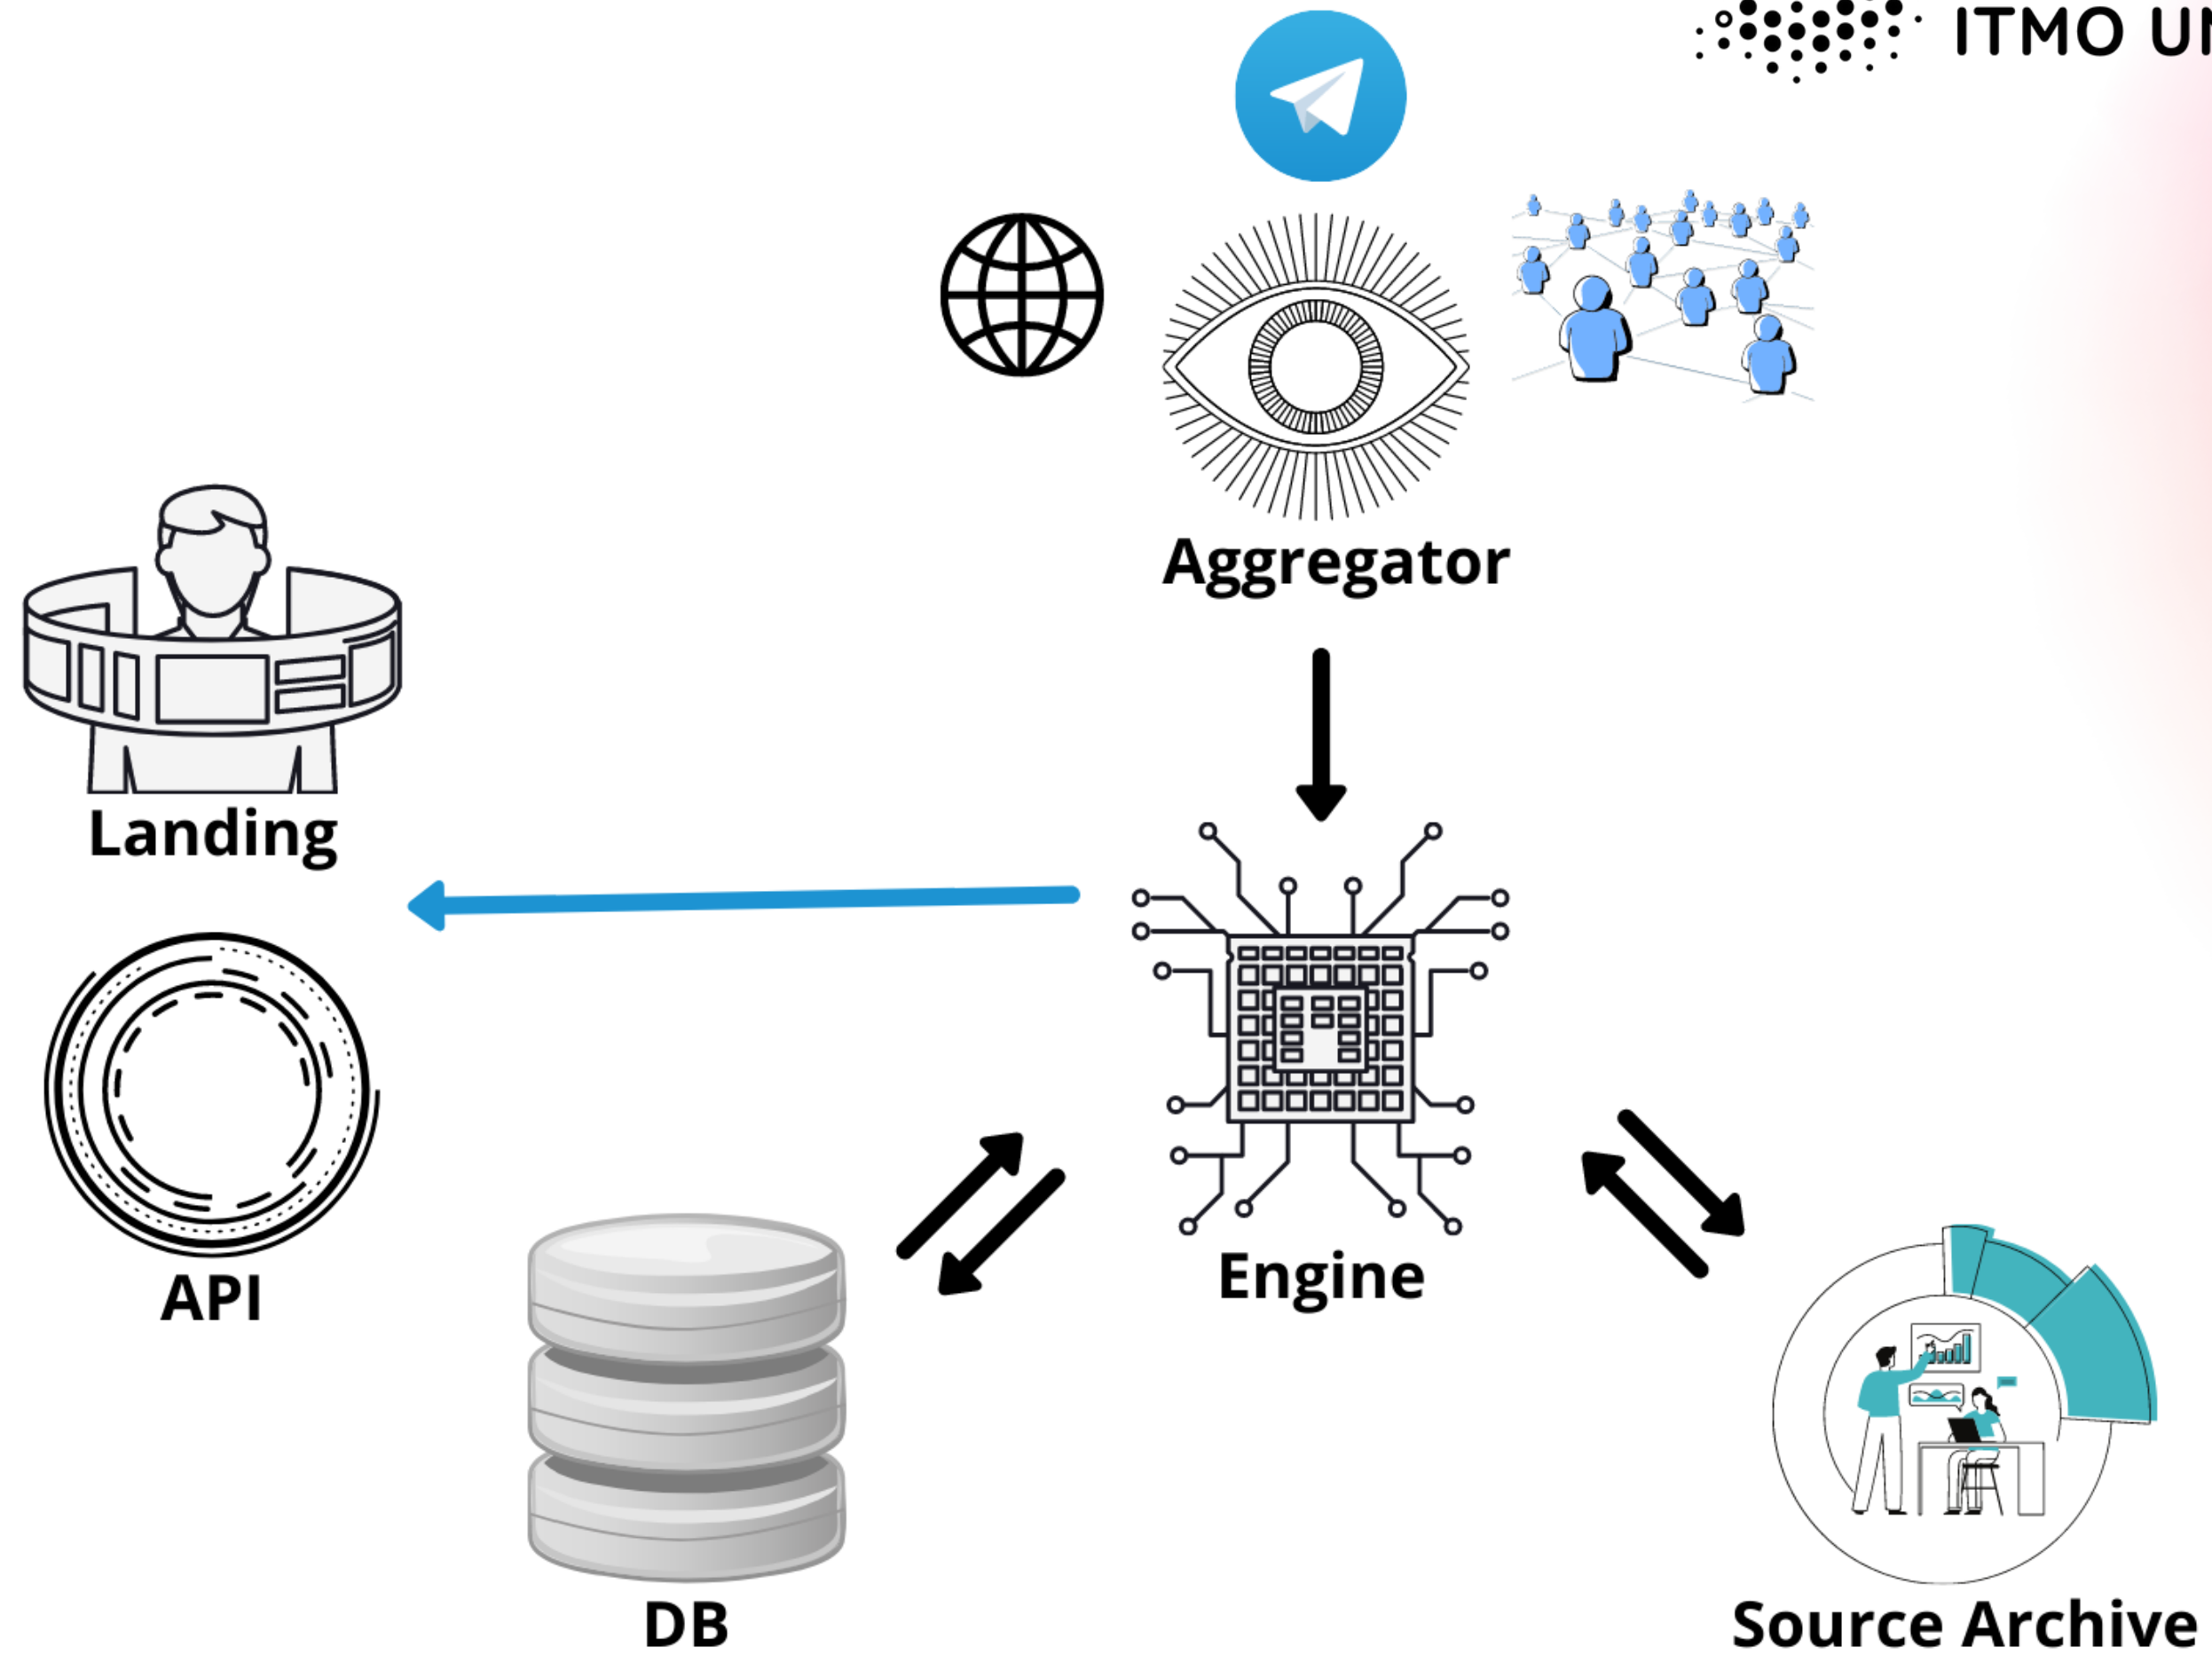 ITMO
Aggregator
Landing
API
Engine
DB
Source Archive